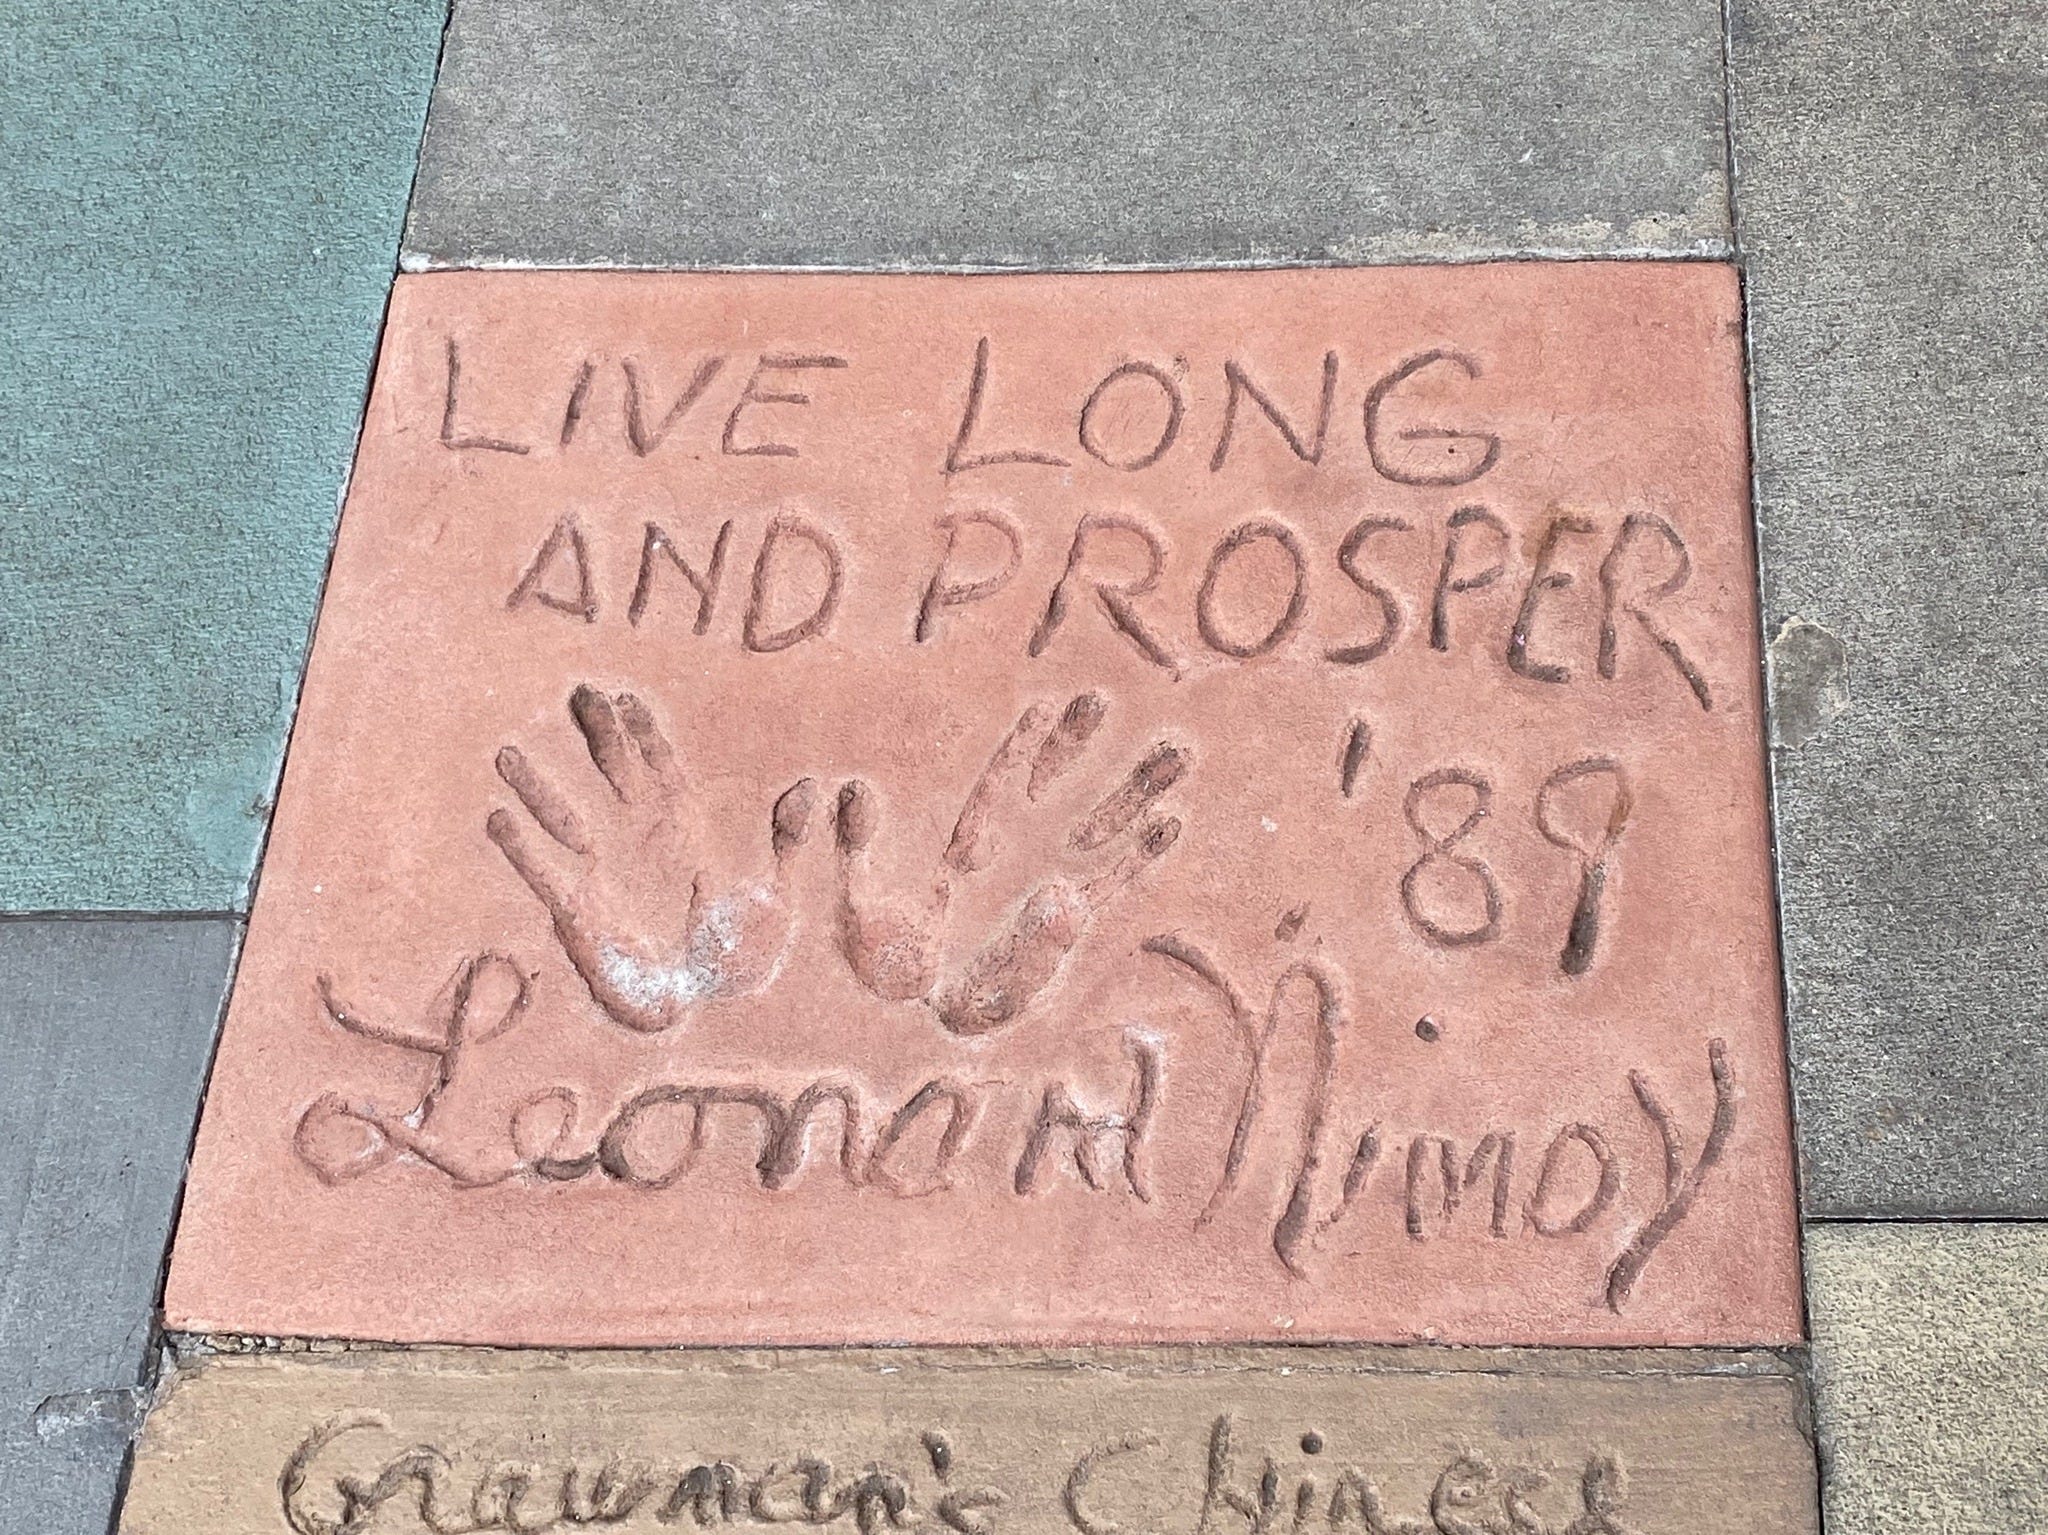 LIVE LONG
AND PROSPER
'89
Leonard Nimoy
Grauman's Chinese